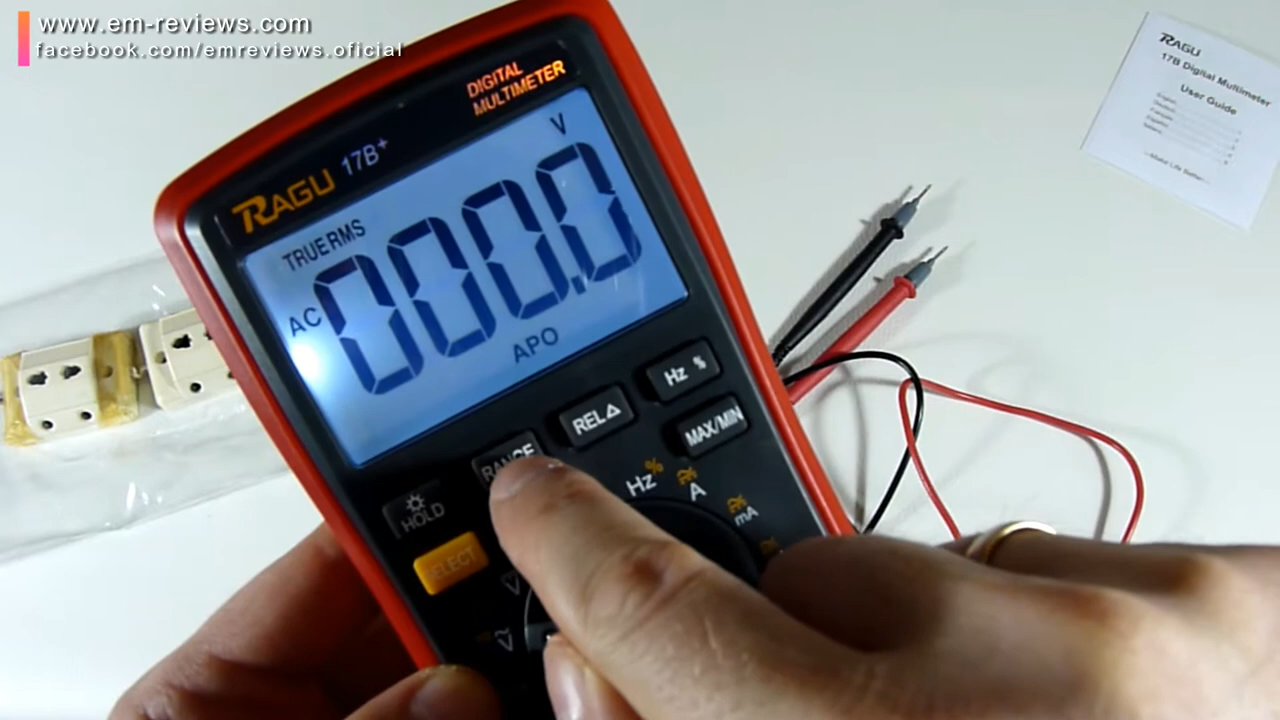 www.em-reviews.com
facebook.com/emreviews.oficial
DIGITAL
MULTIMETER
RAGU 17B+
V
TRUE RMS
AC 000.0
APO
Hz %
REL△
MAX/MIN
RANGE
HOLD
SELECT
Hz%
A
mA
V
V
RAGU
17B Digital Multimeter
User Guide